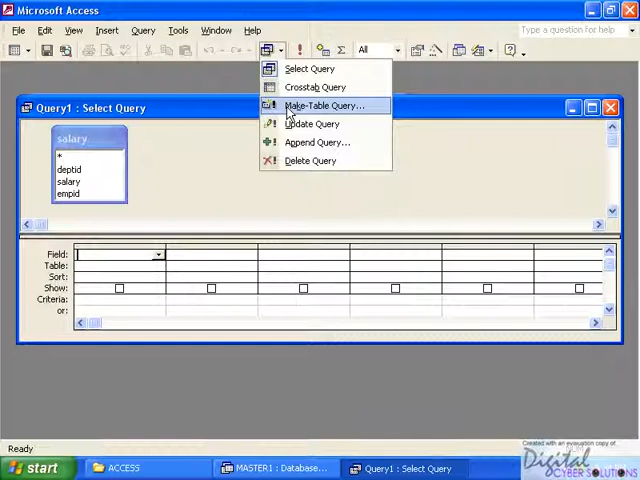 Microsoft Access
File Edit View Insert Query Tools Window Help
Type a question for help
All
Select Query
Crosstab Query
Make-Table Query...
Update Query
Append Query...
Delete Query
Query1 : Select Query
salary
*
deptid
salary
empid
Field:
Table:
Sort:
Show:
Criteria:
or:
Ready
Created with an evaluation copy of
Digital
CYBER SOLUTIONS
start
ACCESS
MASTER1 : Database...
Query1 : Select Query